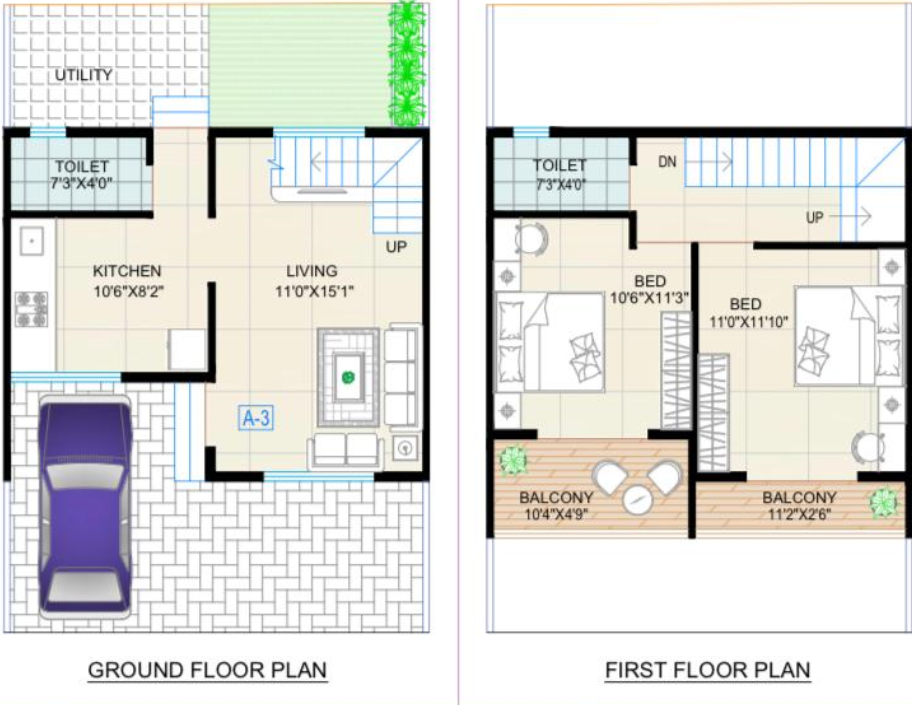 UTILITY
TOILET
7'3"X4'0"
UP
KITCHEN
10'6"X8'2"
LIVING
11'0"X15'1"
A-3
GROUND FLOOR PLAN
TOILET
7'3"X4'0"
DN
UP
BED
10'6"X11'3"
BED
11'0"X11'10"
BALCONY
10'4"X4'9"
BALCONY
11'2"X2'6"
FIRST FLOOR PLAN